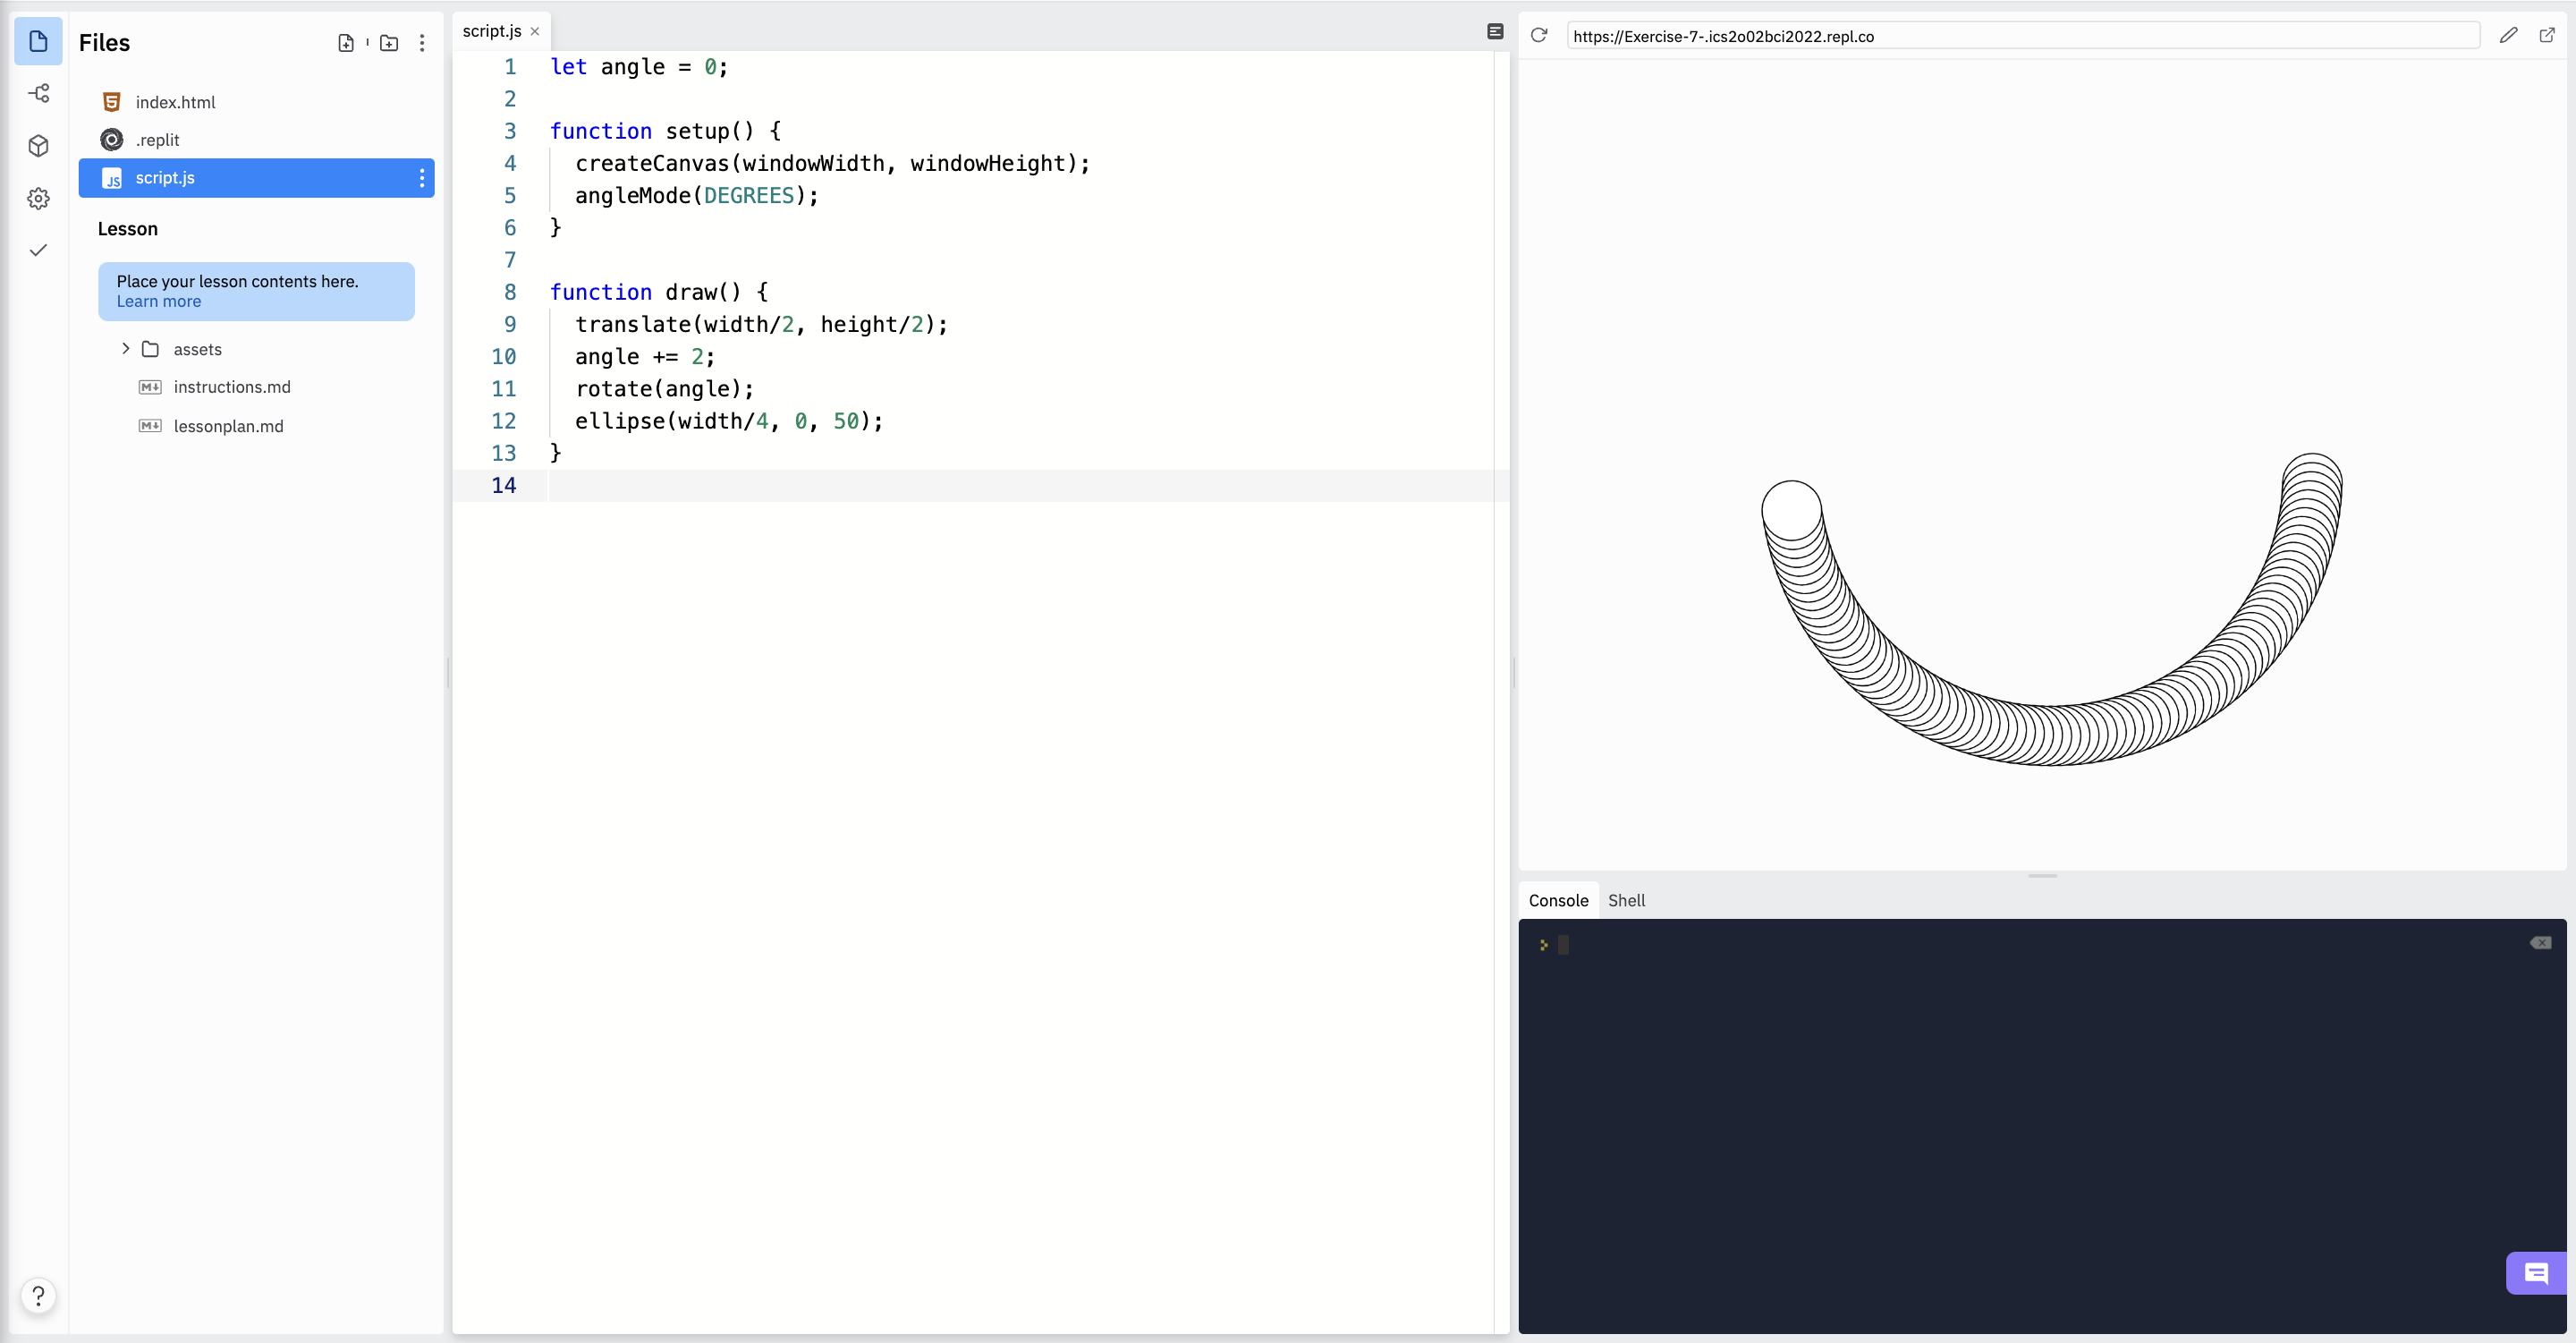 Files
index.html
.replit
script.js
Lesson
Place your lesson contents here.
Learn more
assets
instructions.md
lessonplan.md
script.js
1 let angle = 0;
2
3 function setup() {
4 createCanvas(windowWidth, windowHeight);
5 angleMode(DEGREES);
6 }
7
8 function draw() {
9 translate(width/2, height/2);
10 angle += 2;
11 rotate(angle);
12 ellipse(width/4, 0, 50);
13 }
14
https://Exercise-7-.ics2o02bci2022.repl.co
Console Shell